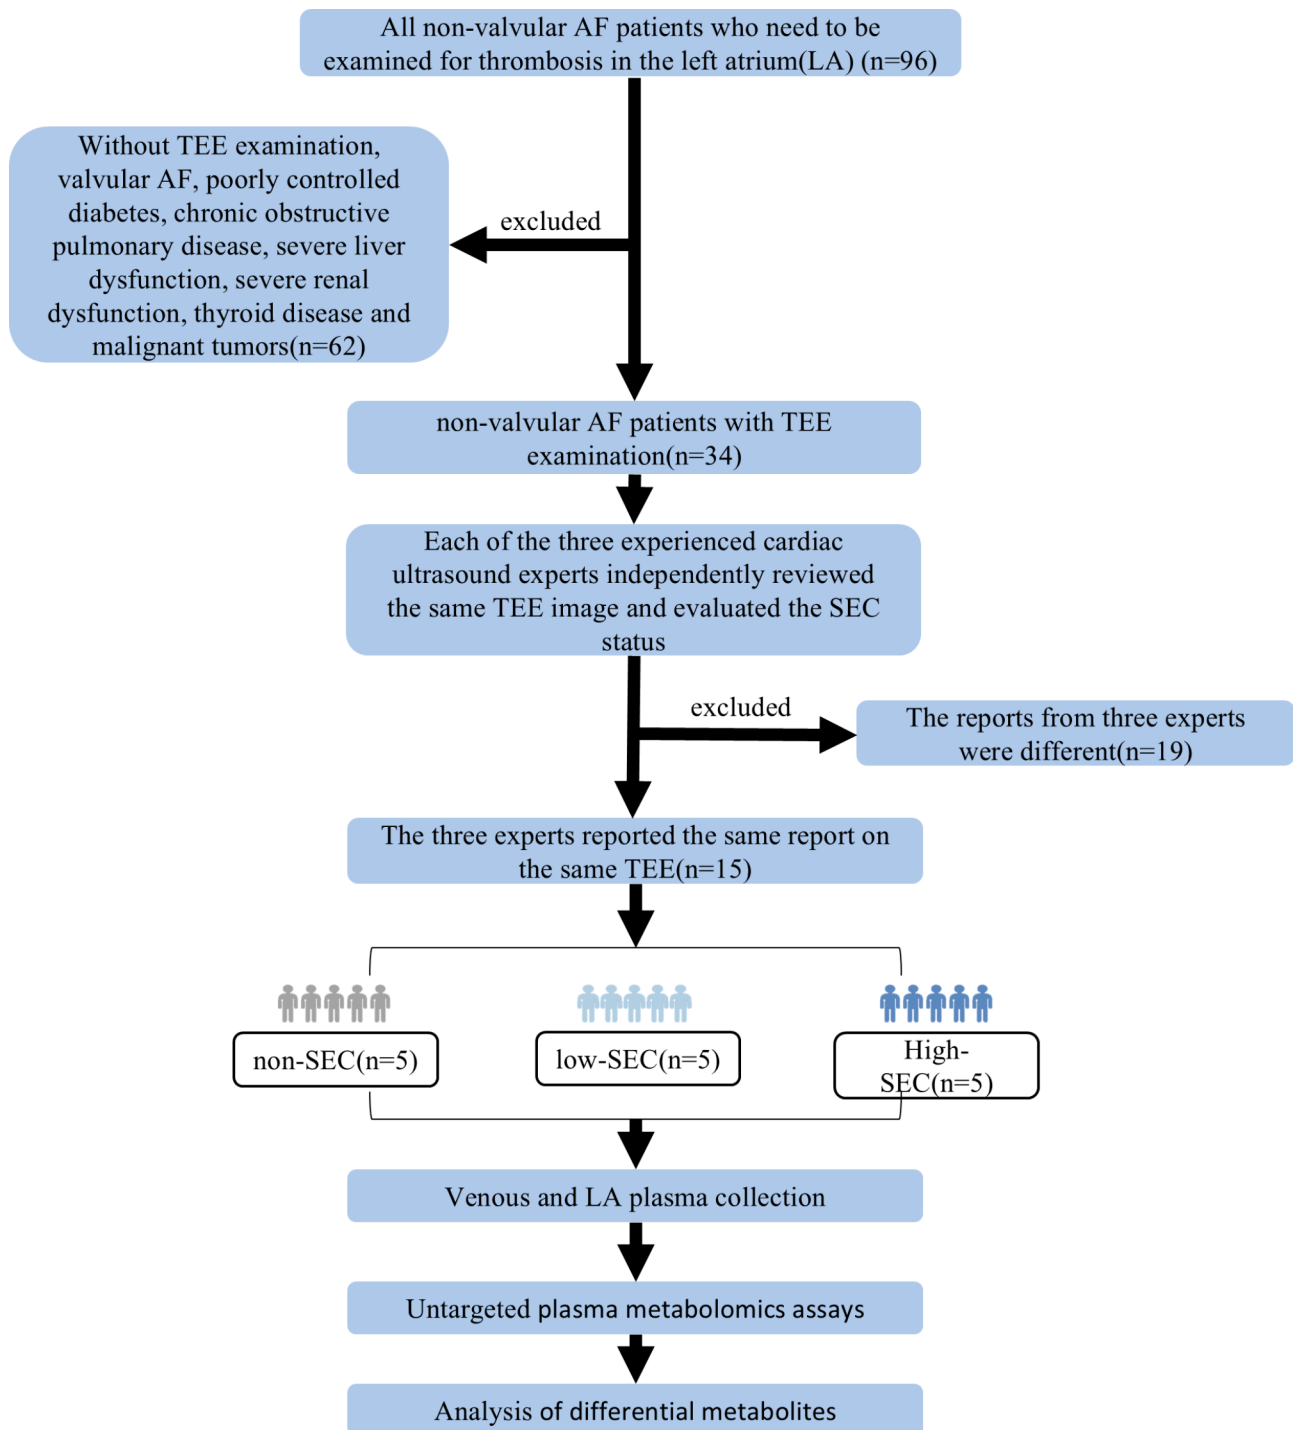 All non-valvular AF patients who need to be
examined for thrombosis in the left atrium(LA) (n=96)
Without TEE examination,
valvular AF, poorly controlled
diabetes, chronic obstructive
pulmonary disease, severe liver
dysfunction, severe renal
dysfunction, thyroid disease and
malignant tumors(n=62)
excluded
non-valvular AF patients with TEE
examination(n=34)
Each of the three experienced cardiac
ultrasound experts independently reviewed
the same TEE image and evaluated the SEC
status
excluded
The reports from three experts
were different(n=19)
The three experts reported the same report on
the same TEE(n=15)
non-SEC(n=5)
low-SEC(n=5)
High-
SEC(n=5)
Venous and LA plasma collection
Untargeted plasma metabolomics assays
Analysis of differential metabolites